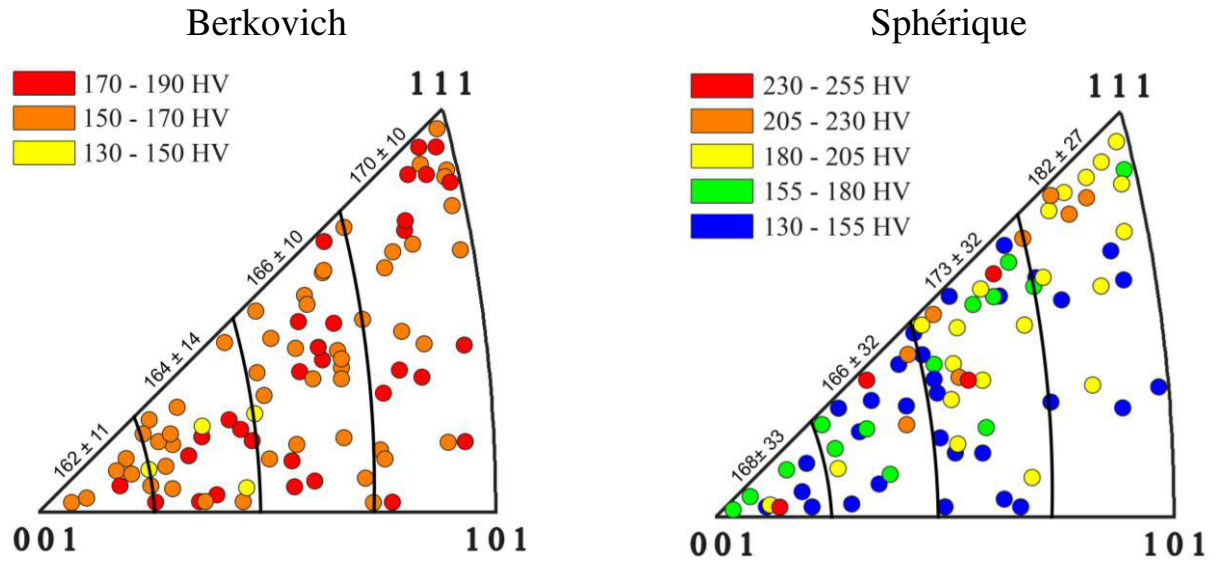 Berkovich
170 - 190 HV
150 - 170 HV
130 - 150 HV
1 1 1
170 ± 10
166 ± 10
164 ± 14
162 ± 11
0 0 1
1 0 1
Sphérique
230 - 255 HV
205 - 230 HV
180 - 205 HV
155 - 180 HV
130 - 155 HV
1 1 1
182 ± 27
173 ± 32
166 ± 32
168± 33
0 0 1
1 0 1